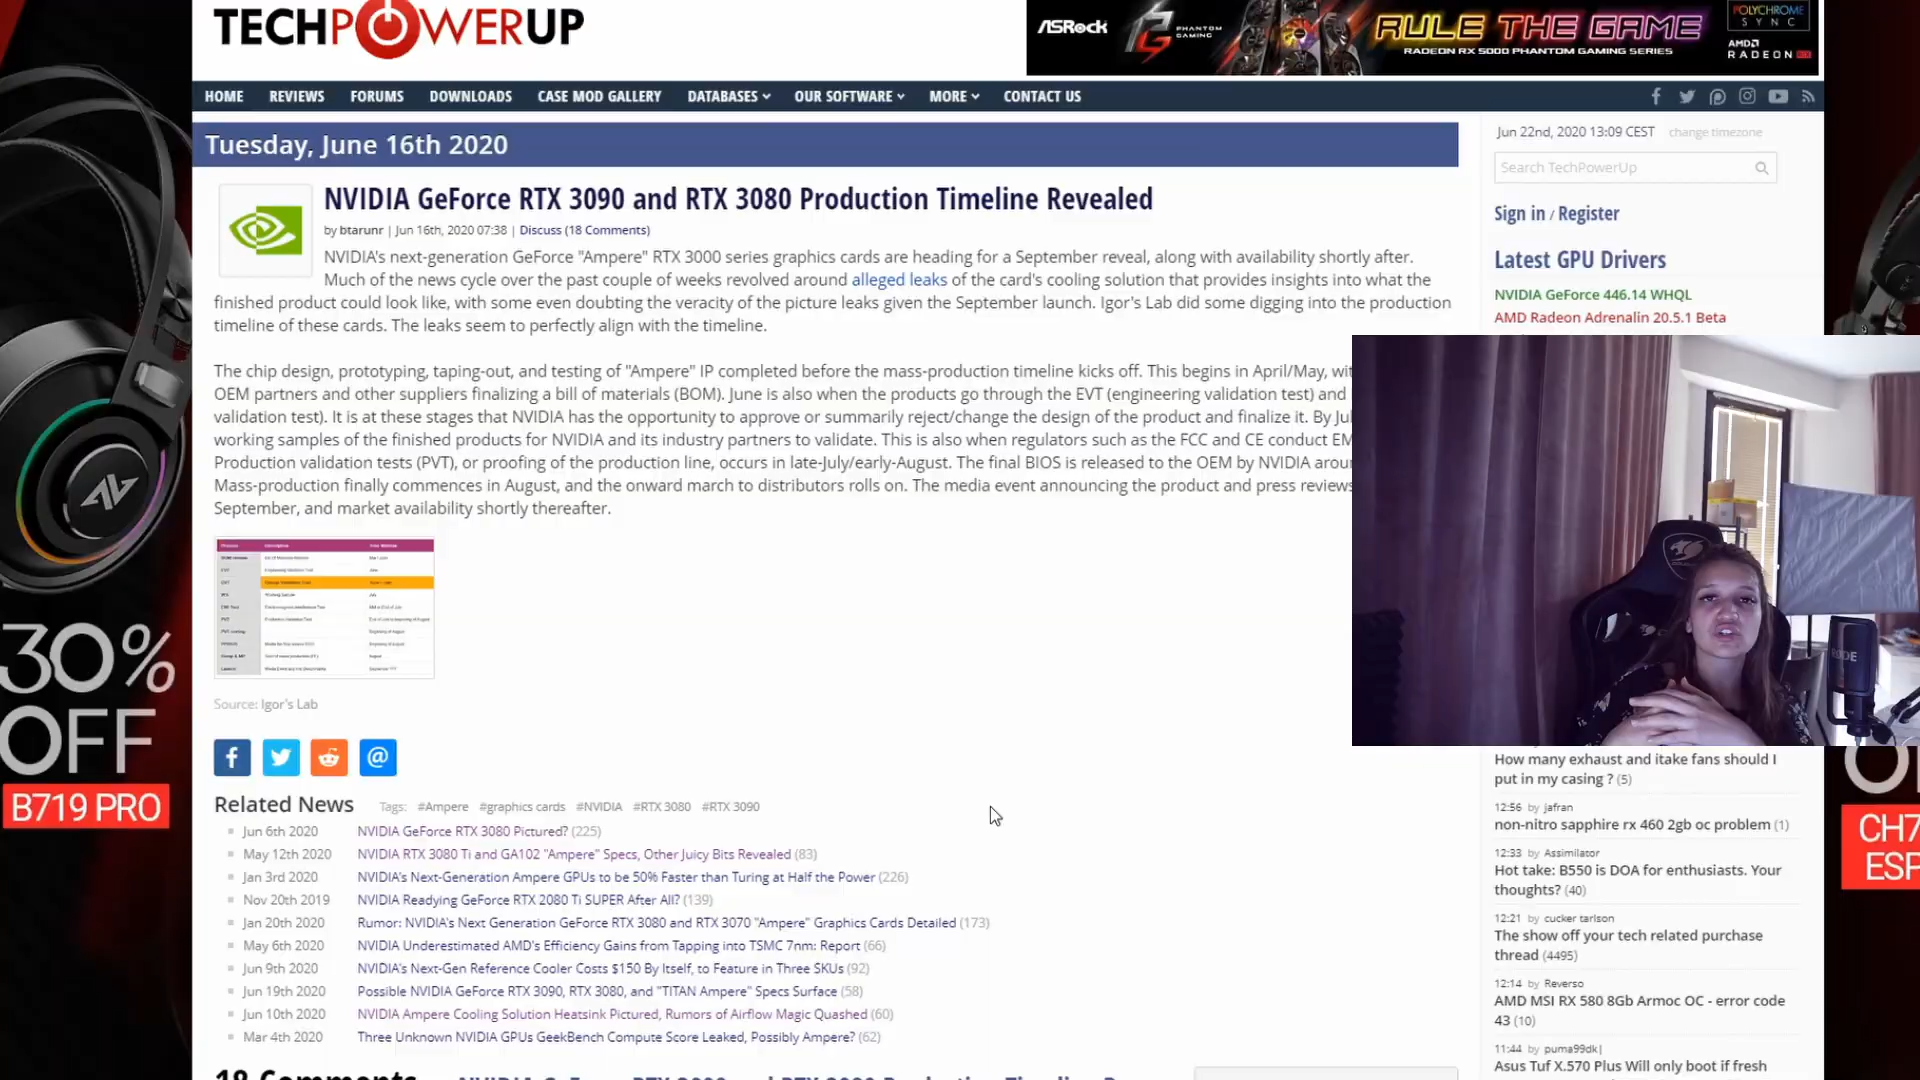 TECHPOWERUP
ASRock
PHANTOM GAMING
RULE THE GAME
RADEON RX 5000 PHANTOM GAMING SERIES
POLYCHROME
SYNC
AMD
RADEON
HOME REVIEWS FORUMS DOWNLOADS CASE MOD GALLERY DATABASES OUR SOFTWARE MORE CONTACT US
Tuesday, June 16th 2020
Jun 22nd, 2020 13:09 CEST change timezone
Search TechPowerUp
Sign in / Register
Latest GPU Drivers
NVIDIA GeForce 446.14 WHQL
AMD Radeon Adrenalin 20.5.1 Beta
NVIDIA GeForce RTX 3090 and RTX 3080 Production Timeline Revealed
by btarunr | Jun 16th, 2020 07:38 | Discuss (18 Comments)
NVIDIA's next-generation GeForce "Ampere" RTX 3000 series graphics cards are heading for a September reveal, along with availability shortly after.
Much of the news cycle over the past couple of weeks revolved around alleged leaks of the card's cooling solution that provides insights into what the
finished product could look like, with some even doubting the veracity of the picture leaks given the September launch. Igor's Lab did some digging into the production
timeline of these cards. The leaks seem to perfectly align with the timeline.
The chip design, prototyping, taping-out, and testing of "Ampere" IP completed before the mass-production timeline kicks off. This begins in April/May, wit
OEM partners and other suppliers finalizing a bill of materials (BOM). June is also when the products go through the EVT (engineering validation test) and
validation test). It is at these stages that NVIDIA has the opportunity to approve or summarily reject/change the design of the product and finalize it. By Jul
working samples of the finished products for NVIDIA and its industry partners to validate. This is also when regulators such as the FCC and CE conduct EM
Production validation tests (PVT), or proofing of the production line, occurs in late-July/early-August. The final BIOS is released to the OEM by NVIDIA arou
Mass-production finally commences in August, and the onward march to distributors rolls on. The media event announcing the product and press reviews
September, and market availability shortly thereafter.
Source: Igor's Lab
Related News Tags: #Ampere #graphics cards #NVIDIA #RTX 3080 #RTX 3090
Jun 6th 2020 NVIDIA GeForce RTX 3080 Pictured? (225)
May 12th 2020 NVIDIA RTX 3080 Ti and GA102 "Ampere" Specs, Other Juicy Bits Revealed (83)
Jan 3rd 2020 NVIDIA's Next-Generation Ampere GPUs to be 50% Faster than Turing at Half the Power (226)
Nov 20th 2019 NVIDIA Readying GeForce RTX 2080 Ti SUPER After All? (139)
Jan 20th 2020 Rumor: NVIDIA's Next Generation GeForce RTX 3080 and RTX 3070 "Ampere" Graphics Cards Detailed (173)
May 6th 2020 NVIDIA Underestimated AMD's Efficiency Gains from Tapping into TSMC 7nm: Report (66)
Jun 9th 2020 NVIDIA's Next-Gen Reference Cooler Costs $150 By Itself, to Feature in Three SKUs (92)
Jun 19th 2020 Possible NVIDIA GeForce RTX 3090, RTX 3080, and "TITAN Ampere" Specs Surface (58)
Jun 10th 2020 NVIDIA Ampere Cooling Solution Heatsink Pictured, Rumors of Airflow Magic Quashed (60)
Mar 4th 2020 Three Unknown NVIDIA GPUs GeekBench Compute Score Leaked, Possibly Ampere? (62)
How many exhaust and itake fans should I
put in my casing ? (5)
12:56 by jafran
non-nitro sapphire rx 460 2gb oc problem (1)
12:33 by Assimilator
Hot take: B550 is DOA for enthusiasts. Your
thoughts? (40)
12:21 by cucker tarlson
The show off your tech related purchase
thread (4495)
12:14 by Reverso
AMD MSI RX 580 8Gb Armoc OC - error code
43 (10)
11:44 by puma99dk|
Asus Tuf X.570 Plus Will only boot if fresh
30%
OFF
B719 PRO
CH7
ESP
RODE